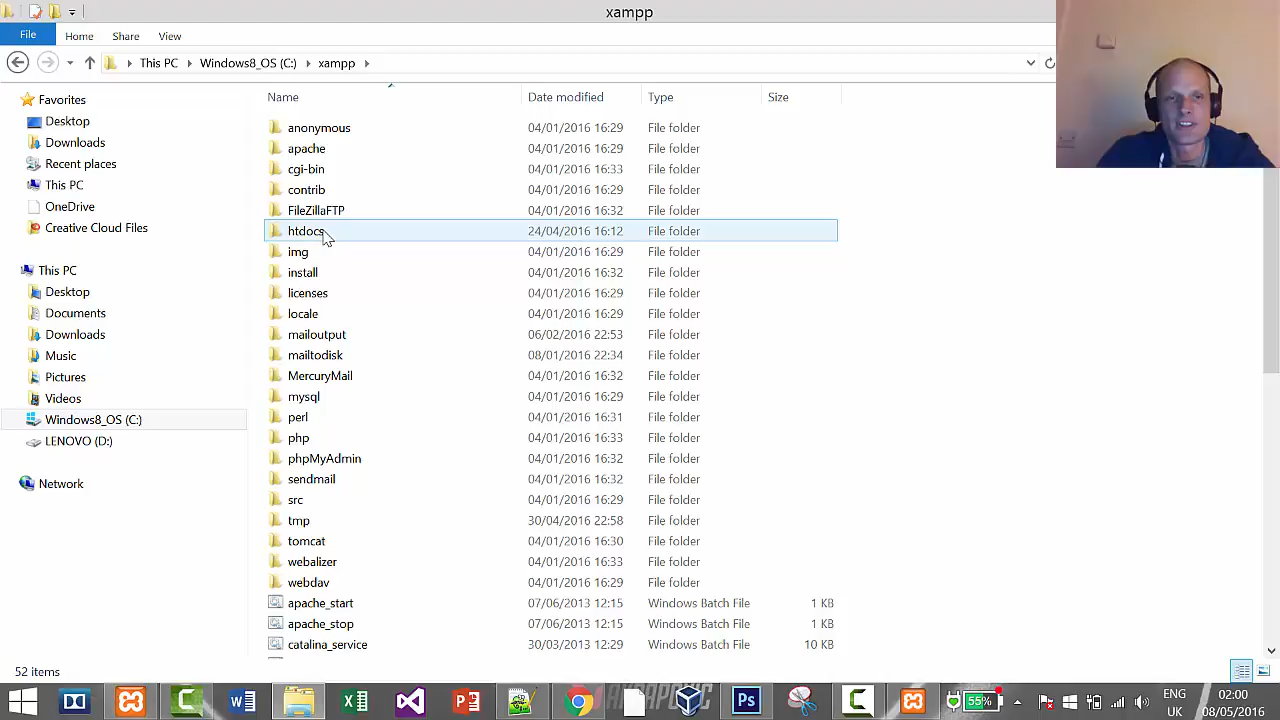 xampp
File Home Share View
This PC Windows8_OS (C:) xampp
Name Date modified Type Size
Favorites
Desktop
Downloads
Recent places
This PC
OneDrive
Creative Cloud Files
This PC
Desktop
Documents
Downloads
Music
Pictures
Videos
Windows8_OS (C:)
LENOVO (D:)
Network
anonymous 04/01/2016 16:29 File folder
apache 04/01/2016 16:29 File folder
cgi-bin 04/01/2016 16:33 File folder
contrib 04/01/2016 16:29 File folder
FileZillaFTP 04/01/2016 16:32 File folder
htdocs 24/04/2016 16:12 File folder
img 04/01/2016 16:29 File folder
install 04/01/2016 16:32 File folder
licenses 04/01/2016 16:29 File folder
locale 04/01/2016 16:29 File folder
mailoutput 06/02/2016 22:53 File folder
mailtodisk 08/01/2016 22:34 File folder
MercuryMail 04/01/2016 16:32 File folder
mysql 04/01/2016 16:29 File folder
perl 04/01/2016 16:31 File folder
php 04/01/2016 16:33 File folder
phpMyAdmin 04/01/2016 16:32 File folder
sendmail 04/01/2016 16:32 File folder
src 04/01/2016 16:29 File folder
tmp 30/04/2016 22:58 File folder
tomcat 04/01/2016 16:30 File folder
webalizer 04/01/2016 16:33 File folder
webdav 04/01/2016 16:29 File folder
apache_start 07/06/2013 12:15 Windows Batch File 1 KB
apache_stop 07/06/2013 12:15 Windows Batch File 1 KB
catalina_service 30/03/2013 12:29 Windows Batch File 10 KB
52 items
55%
ENG 02:00
UK 08/05/2016